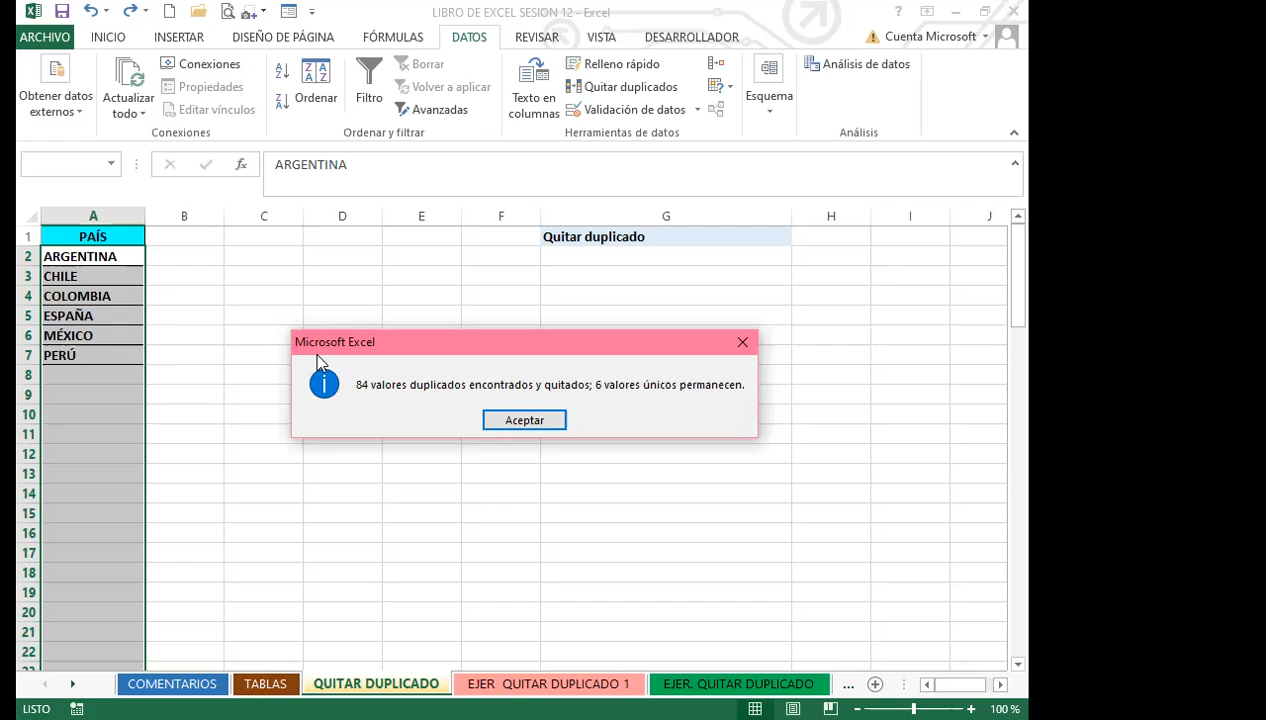 LIBRO DE EXCEL SESION 12 - Excel
ARCHIVO INICIO INSERTAR DISEÑO DE PÁGINA FÓRMULAS DATOS REVISAR VISTA DESARROLLADOR Cuenta Microsoft
Obtener datos externos
Actualizar todo
Conexiones
Propiedades
Editar vínculos
Conexiones
Ordenar
Filtro
Borrar
Volver a aplicar
Avanzadas
Ordenar y filtrar
Texto en columnas
Relleno rápido
Quitar duplicados
Validación de datos
Herramientas de datos
Esquema
Análisis de datos
Análisis
fx ARGENTINA
A B C D E F G H I J
1 PAÍS Quitar duplicado
2 ARGENTINA
3 CHILE
4 COLOMBIA
5 ESPAÑA
6 MÉXICO
7 PERÚ
8
9
10
11
12
13
14
15
16
17
18
19
20
21
22
23
Microsoft Excel
84 valores duplicados encontrados y quitados; 6 valores únicos permanecen.
Aceptar
COMENTARIOS TABLAS QUITAR DUPLICADO EJER QUITAR DUPLICADO 1 EJER. QUITAR DUPLICADO ...
LISTO 100 %